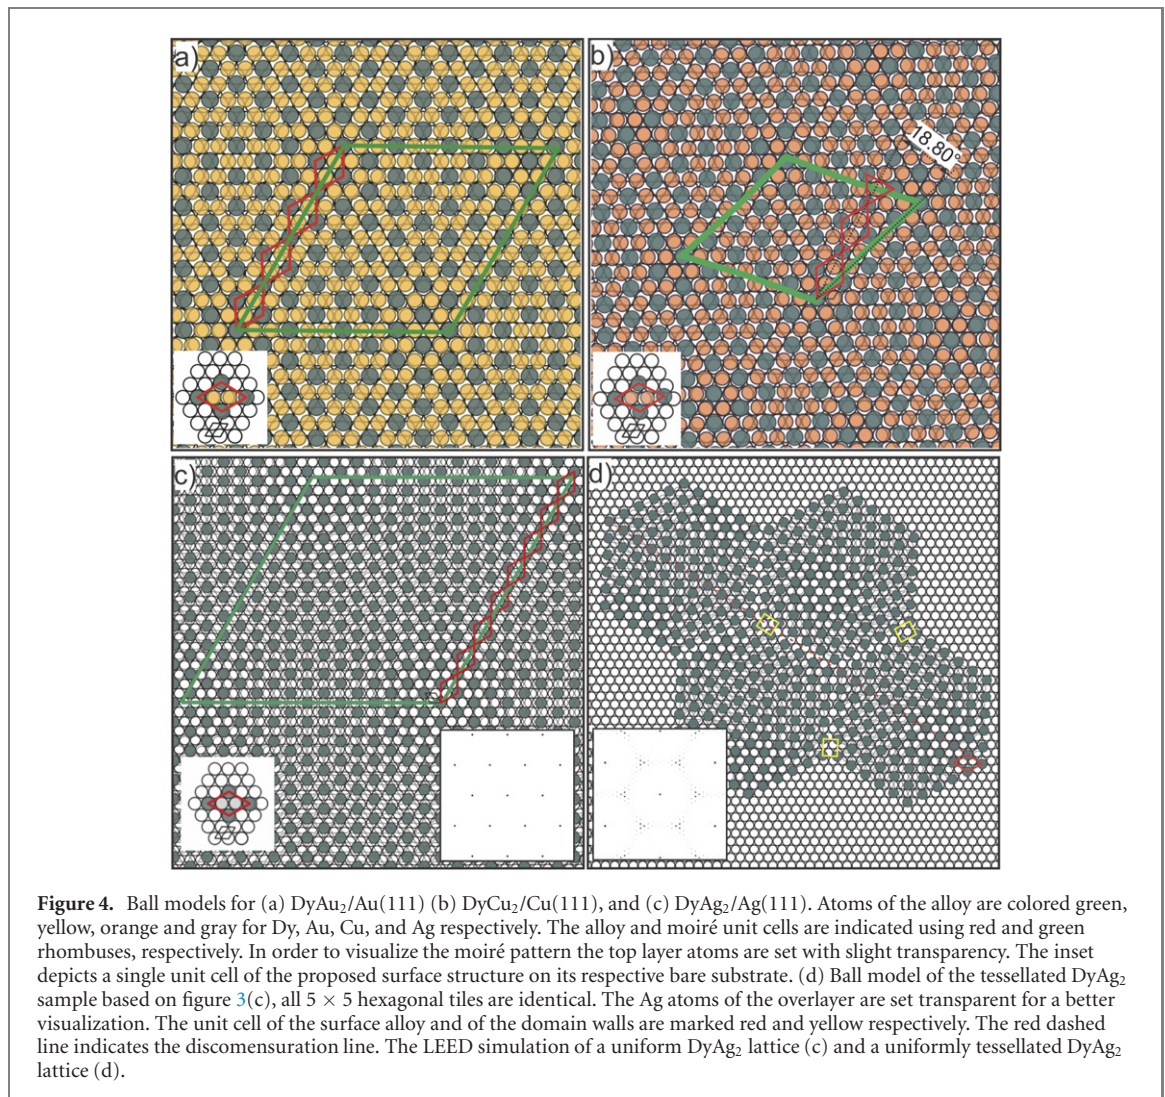 a)
b)
18.80°
c)
d)
Figure 4. Ball models for (a) DyAu₂/Au(111) (b) DyCu₂/Cu(111), and (c) DyAg₂/Ag(111). Atoms of the alloy are colored green,
yellow, orange and gray for Dy, Au, Cu, and Ag respectively. The alloy and moiré unit cells are indicated using red and green
rhombuses, respectively. In order to visualize the moiré pattern the top layer atoms are set with slight transparency. The inset
depicts a single unit cell of the proposed surface structure on its respective bare substrate. (d) Ball model of the tessellated DyAg₂
sample based on figure 3(c), all 5 × 5 hexagonal tiles are identical. The Ag atoms of the overlayer are set transparent for a better
visualization. The unit cell of the surface alloy and of the domain walls are marked red and yellow respectively. The red dashed
line indicates the discomensuration line. The LEED simulation of a uniform DyAg₂ lattice (c) and a uniformly tessellated DyAg₂
lattice (d).